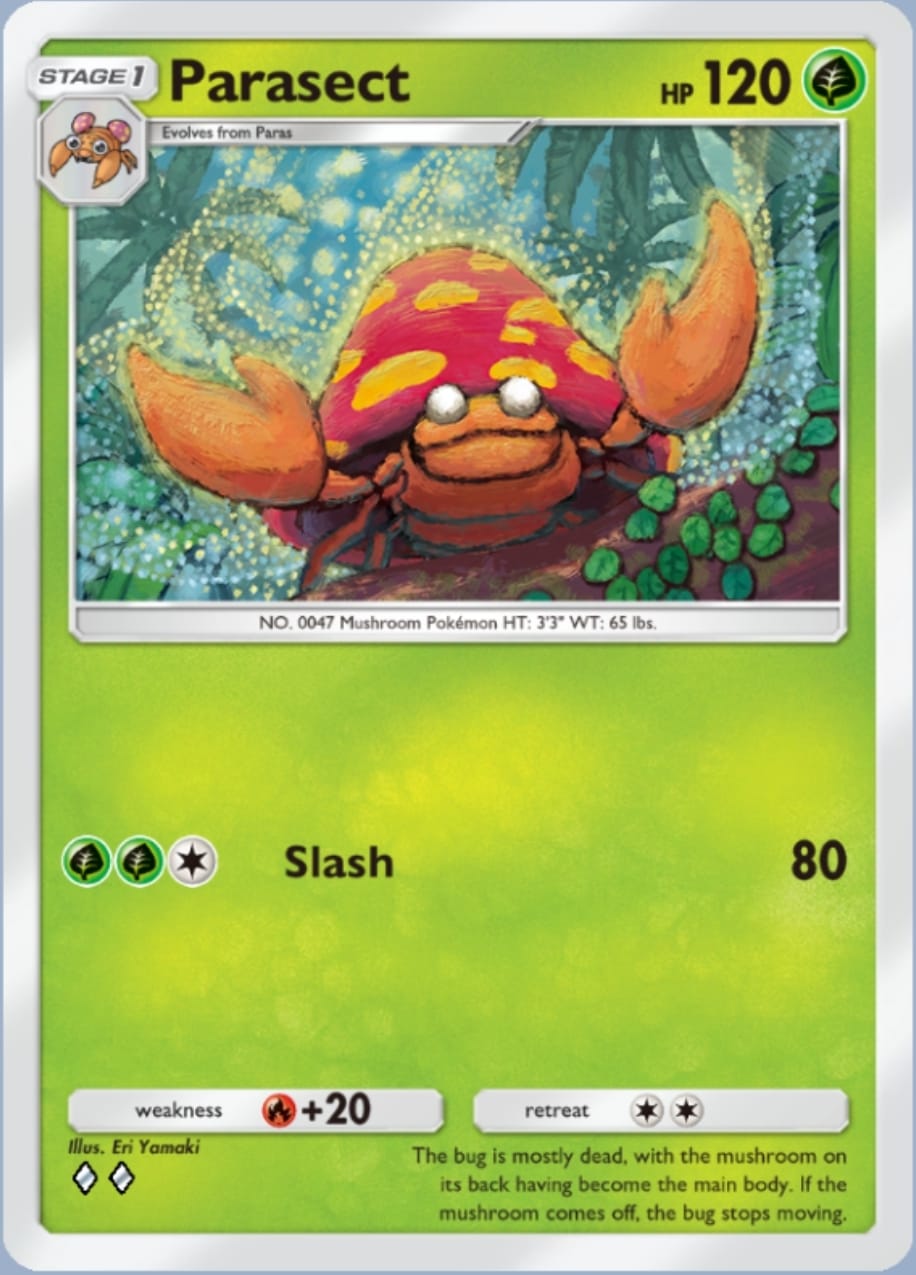 STAGE 1 Parasect HP 120
Evolves from Paras
NO. 0047 Mushroom Pokémon HT: 3'3" WT: 65 lbs.
Slash 80
weakness +20 retreat
Illus. Eri Yamaki
The bug is mostly dead, with the mushroom on
its back having become the main body. If the
mushroom comes off, the bug stops moving.